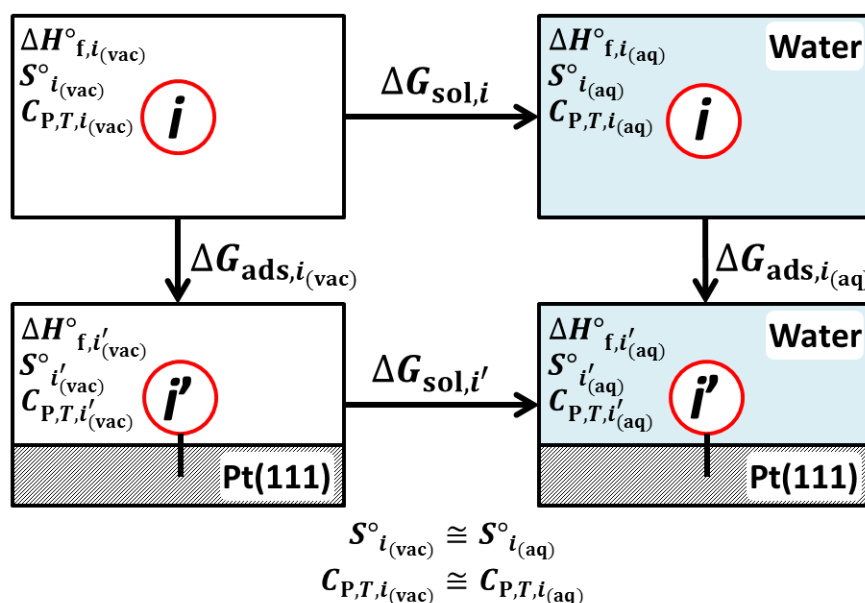 ΔH°f,i(vac)
S°i(vac)
CP,T,i(vac)
i
ΔGsol,i
ΔH°f,i(aq)
S°i(aq)
CP,T,i(aq)
Water
i
ΔGads,i(vac)
ΔGads,i(aq)
ΔH°f,i′(vac)
S°i′(vac)
CP,T,i′(vac)
i’
Pt(111)
ΔGsol,i′
ΔH°f,i′(aq)
S°i′(aq)
CP,T,i′(aq)
Water
i’
Pt(111)
S°i(vac) ≅ S°i(aq)
CP,T,i(vac) ≅ CP,T,i(aq)